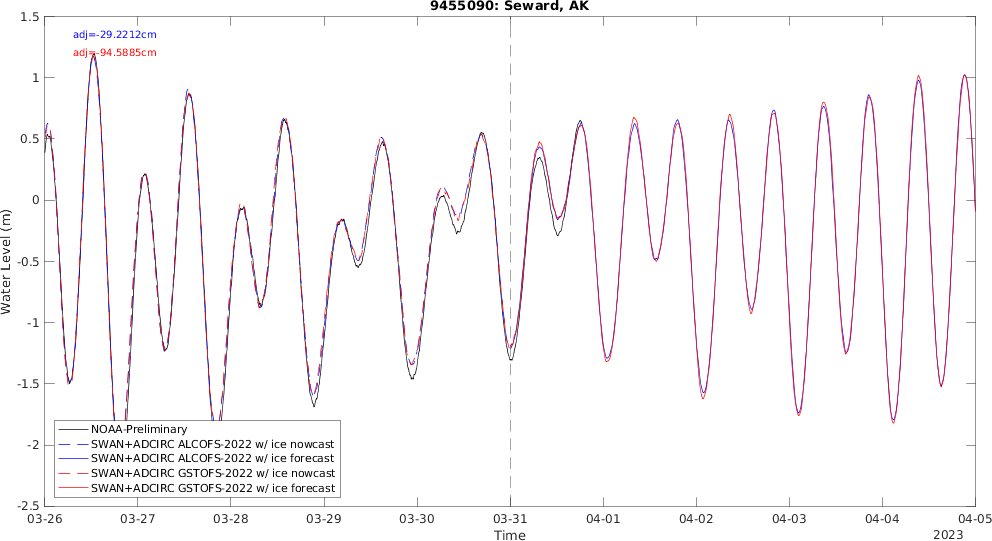 9455090: Seward, AK
adj=-29.2212cm
adj=-94.5885cm
1.5
1
0.5
0
-0.5
-1
-1.5
-2
-2.5
Water Level (m)
NOAA-Preliminary
SWAN+ADCIRC ALCOFS-2022 w/ ice nowcast
SWAN+ADCIRC ALCOFS-2022 w/ ice forecast
SWAN+ADCIRC GSTOFS-2022 w/ ice nowcast
SWAN+ADCIRC GSTOFS-2022 w/ ice forecast
03-26 03-27 03-28 03-29 03-30 03-31 04-01 04-02 04-03 04-04 04-05
Time
2023